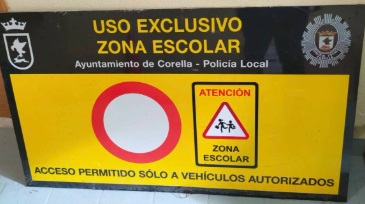 USO EXCLUSIVO
ZONA ESCOLAR
Ayuntamiento de Corella - Policía Local
ATENCIÓN
ZONA
ESCOLAR
ACCESO PERMITIDO SÓLO A VEHÍCULOS AUTORIZADOS